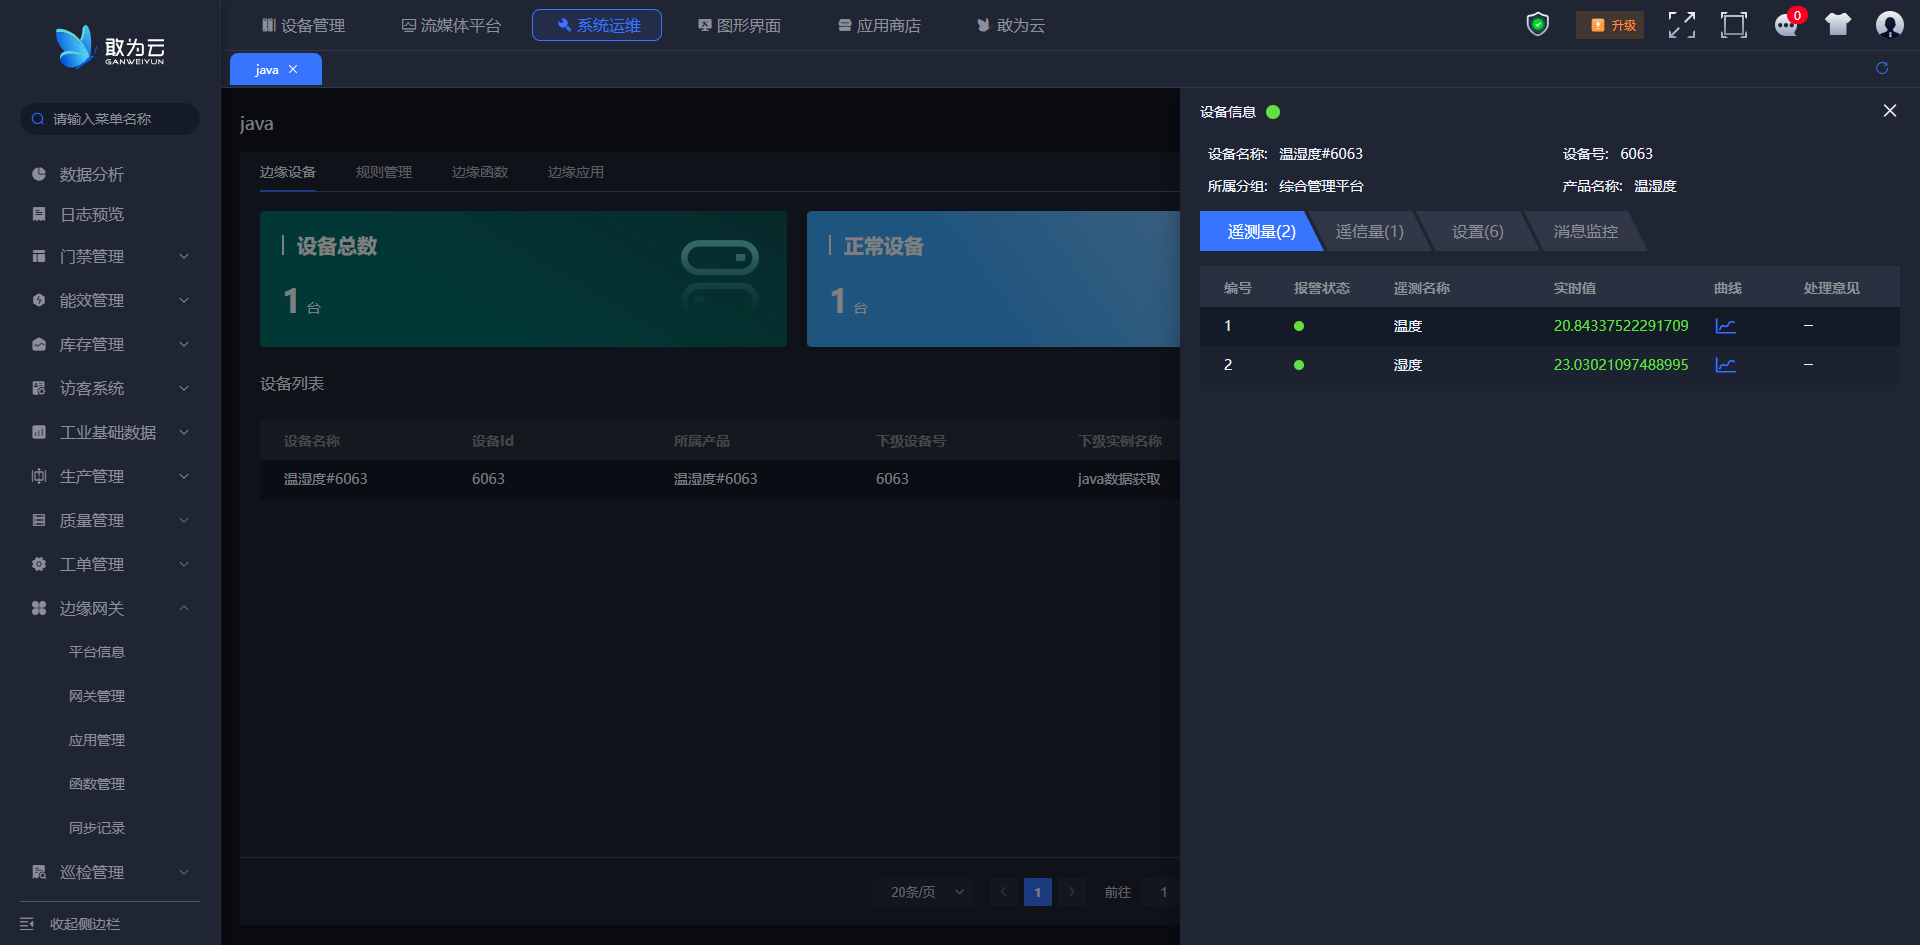 敢为云
GANWEIYUN
请输入菜单名称
数据分析
日志预览
门禁管理
能效管理
库存管理
访客系统
工业基础数据
生产管理
质量管理
工单管理
边缘网关
平台信息
网关管理
应用管理
函数管理
同步记录
巡检管理
收起侧边栏
设备管理 流媒体平台 系统运维 图形界面 应用商店 敢为云
升级 0
java
java
边缘设备 规则管理 边缘函数 边缘应用
设备总数
1 台
正常设备
1 台
设备列表
设备名称 设备Id 所属产品 下级设备号 下级实例名称
温湿度#6063 6063 温湿度#6063 6063 java数据获取
20条/页 1 前往 1
设备信息
设备名称: 温湿度#6063 设备号: 6063
所属分组: 综合管理平台 产品名称: 温湿度
遥测量(2) 遥信量(1) 设置(6) 消息监控
编号 报警状态 遥测名称 实时值 曲线 处理意见
1 温度 20.84337522291709 –
2 湿度 23.03021097488995 –